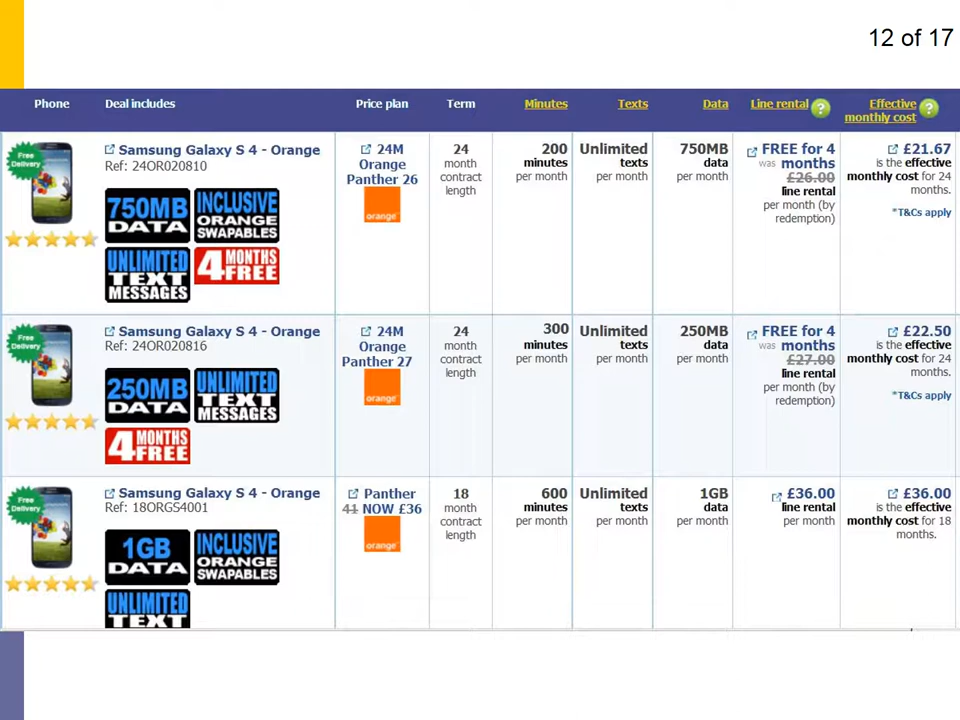 12 of 17
Phone Deal includes Price plan Term Minutes Texts Data Line rental ? Effective monthly cost ?
Free
Delivery
Samsung Galaxy S 4 - Orange
Ref: 24OR020810
750MB
DATA
INCLUSIVE
ORANGE
SWAPABLES
UNLIMITED
TEXT
MESSAGES
4 MONTHS
FREE
24M
Orange
Panther 26
orange
24
month
contract
length
200
minutes
per month
Unlimited
texts
per month
750MB
data
per month
FREE for 4
was months
£26.00
line rental
per month (by
redemption)
£21.67
is the effective
monthly cost for 24
months.
*T&Cs apply
Free
Delivery
Samsung Galaxy S 4 - Orange
Ref: 24OR020816
250MB
DATA
UNLIMITED
TEXT
MESSAGES
4 MONTHS
FREE
24M
Orange
Panther 27
orange
24
month
contract
length
300
minutes
per month
Unlimited
texts
per month
250MB
data
per month
FREE for 4
was months
£27.00
line rental
per month (by
redemption)
£22.50
is the effective
monthly cost for 24
months.
*T&Cs apply
Free
Delivery
Samsung Galaxy S 4 - Orange
Ref: 18ORGS4001
1GB
DATA
INCLUSIVE
ORANGE
SWAPABLES
UNLIMITED
TEXT
Panther
41 NOW £36
orange
18
month
contract
length
600
minutes
per month
Unlimited
texts
per month
1GB
data
per month
£36.00
line rental
per month
£36.00
is the effective
monthly cost for 18
months.